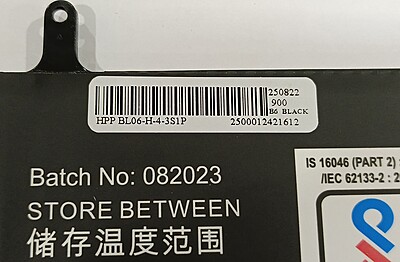 250822
900
B6 BLACK
HPP BL06-H-4-3S1P 2500012421612
Batch No: 082023
STORE BETWEEN
储存温度范围
IS 16046 (PART 2) :
/IEC 62133-2 : 2